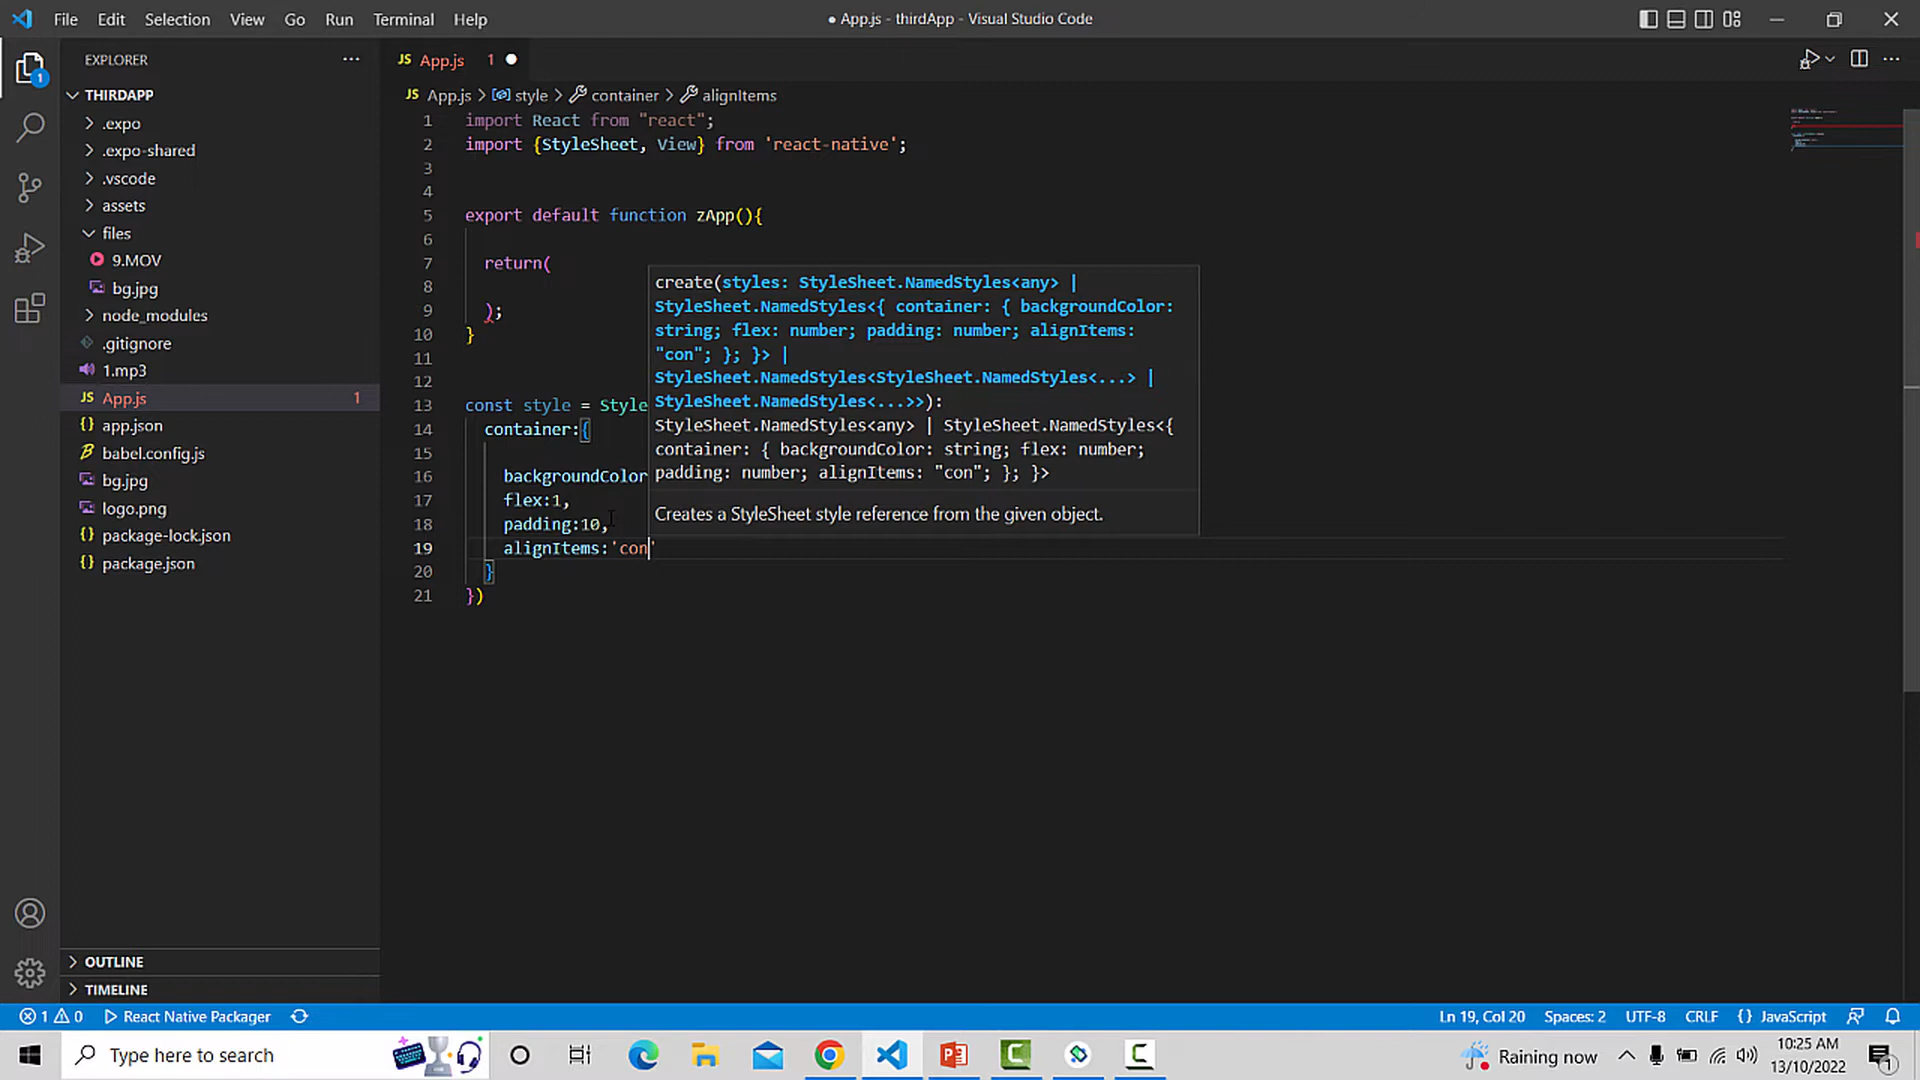 File Edit Selection View Go Run Terminal Help
● App.js - thirdApp - Visual Studio Code
EXPLORER
THIRDAPP
.expo
.expo-shared
.vscode
assets
files
9.MOV
bg.jpg
node_modules
.gitignore
1.mp3
JS App.js 1
{} app.json
babel.config.js
bg.jpg
logo.png
{} package-lock.json
{} package.json
OUTLINE
TIMELINE
JS App.js 1 ●
JS App.js > style > container > alignItems
1 import React from "react";
2 import {StyleSheet, View} from 'react-native';
3
4
5 export default function zApp(){
6
7 return(
8
9 );
10 }
11
12
13 const style = Style
14 container:{
15
16 backgroundColor
17 flex:1,
18 padding:10,
19 alignItems:'con'
20 }
21 })
create(styles: StyleSheet.NamedStyles<any> |
StyleSheet.NamedStyles<{ container: { backgroundColor:
string; flex: number; padding: number; alignItems:
"con"; }; }> |
StyleSheet.NamedStyles<StyleSheet.NamedStyles<...> |
StyleSheet.NamedStyles<...>>):
StyleSheet.NamedStyles<any> | StyleSheet.NamedStyles<{
container: { backgroundColor: string; flex: number;
padding: number; alignItems: "con"; }; }>
Creates a StyleSheet style reference from the given object.
1 0 React Native Packager
Ln 19, Col 20 Spaces: 2 UTF-8 CRLF {} JavaScript
Type here to search
Raining now
10:25 AM
13/10/2022
1